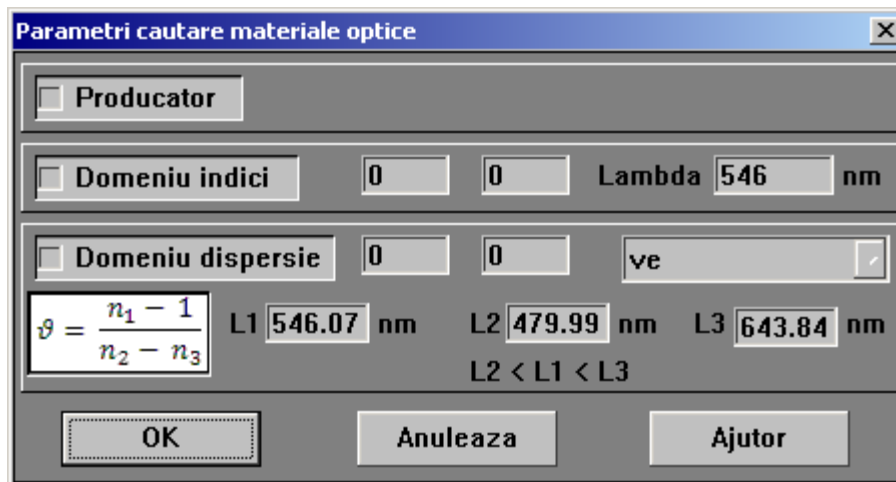 Parametri cautare materiale optice
Producator
Domeniu indici 0 0 Lambda 546 nm
Domeniu dispersie 0 0 ve
ϑ = (n₁ − 1) / (n₂ − n₃) L1 546.07 nm L2 479.99 nm L3 643.84 nm
L2 < L1 < L3
OK Anuleaza Ajutor